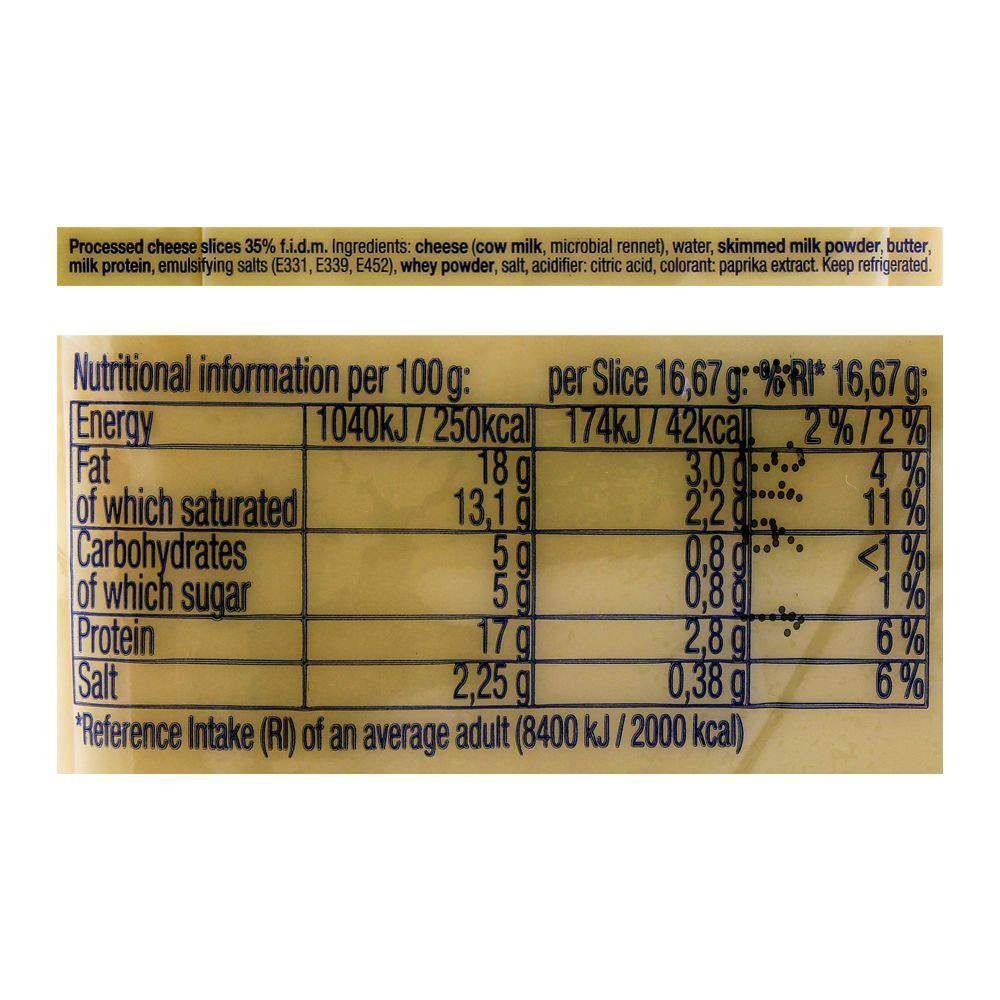 Processed cheese slices 35% f.i.d.m. Ingredients: cheese (cow milk, microbial rennet), water, skimmed milk powder, butter,
milk protein, emulsifying salts (E331, E339, E452), whey powder, salt, acidifier: citric acid, colorant: paprika extract. Keep refrigerated.
Nutritional information per 100 g: per Slice 16,67 g: % RI* 16,67 g:
Energy 1040kJ / 250kcal 174kJ / 42kcal 2 % / 2 %
Fat 18 g 3,0 g 4 %
of which saturated 13,1 g 2,2 g 11 %
Carbohydrates 5 g 0,8 g <1 %
of which sugar 5 g 0,8 g 1 %
Protein 17 g 2,8 g 6 %
Salt 2,25 g 0,38 g 6 %
*Reference Intake (RI) of an average adult (8400 kJ / 2000 kcal)